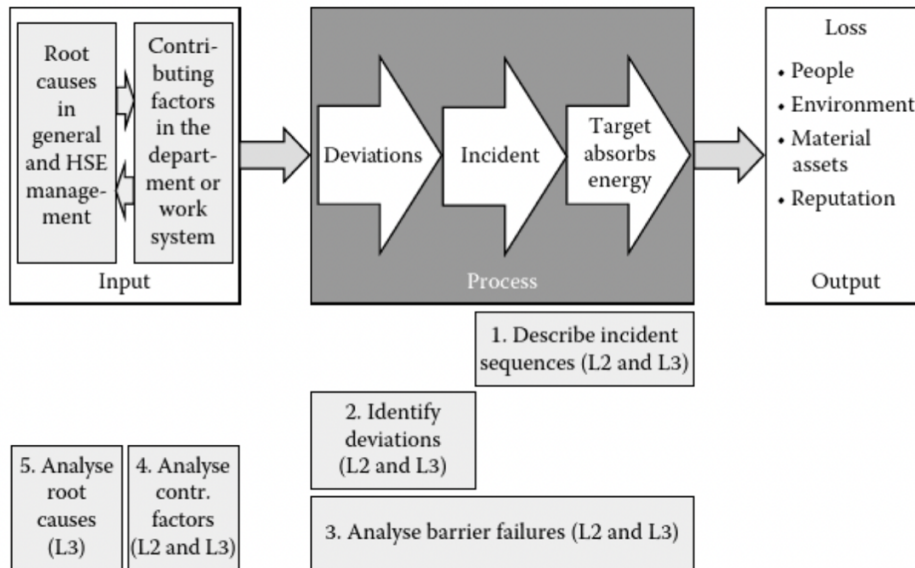 Root
causes
in
general
and HSE
manage-
ment
Contri-
buting
factors
in the
depart-
ment or
work
system
Input
Deviations
Incident
Target
absorbs
energy
Process
Loss
• People
• Environment
• Material
assets
• Reputation
Output
1. Describe incident
sequences (L2 and L3)
2. Identify
deviations
(L2 and L3)
3. Analyse barrier failures (L2 and L3)
5. Analyse
root
causes
(L3)
4. Analyse
contr.
factors
(L2 and L3)